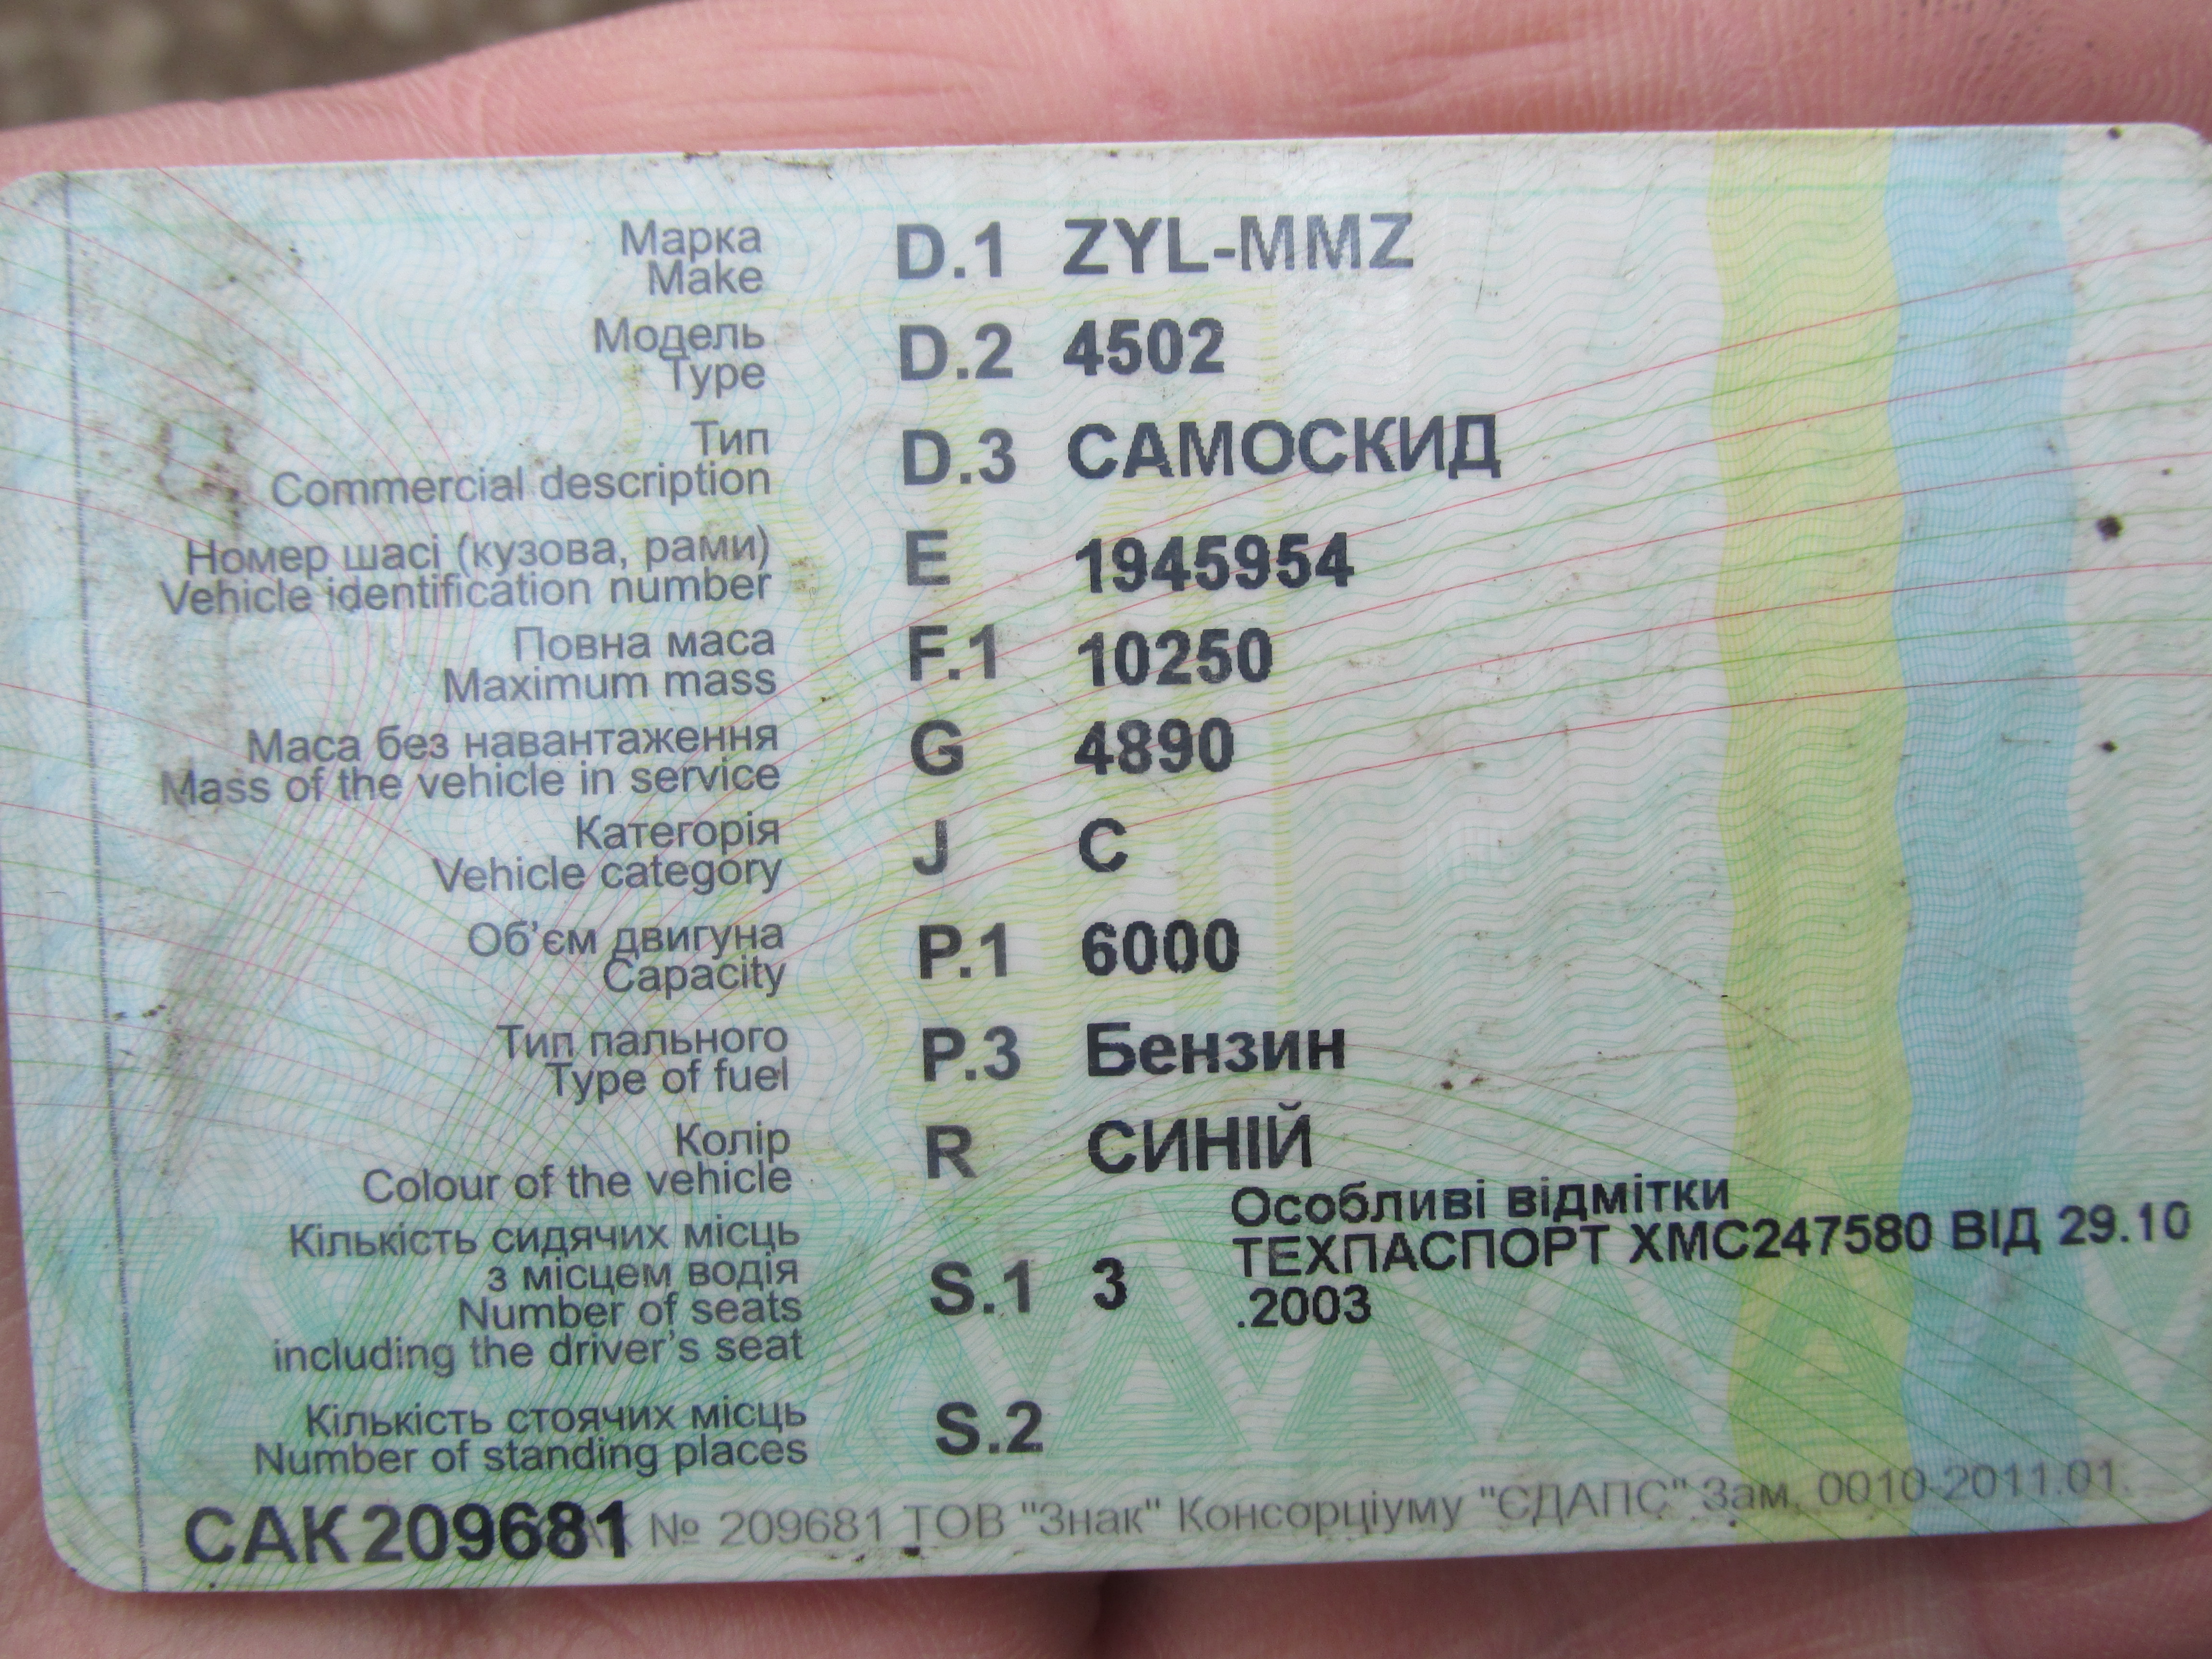 Марка
Make
D.1 ZYL-MMZ
Модель
Type
D.2 4502
Тип
Commercial description
D.3 САМОСКИД
Номер шасі (кузова, рами)
Vehicle identification number
E 1945954
Повна маса
Maximum mass
F.1 10250
Маса без навантаження
Mass of the vehicle in service
G 4890
Категорія
Vehicle category
J C
Об'єм двигуна
Capacity
P.1 6000
Тип пального
Type of fuel
P.3 Бензин
Колір
Colour of the vehicle
R СИНІЙ
Кількість сидячих місць
з місцем водія
Number of seats
including the driver's seat
S.1 3
Особливі відмітки
ТЕХПАСПОРТ ХМС247580 ВІД 29.10
.2003
Кількість стоячих місць
Number of standing places
S.2
САК 209681 № 209681 ТОВ "Знак" Консорціуму "ЄДАПС" Зам. 0010-2011.01.